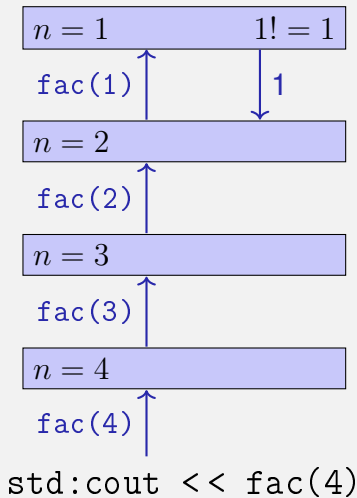 n = 1 1! = 1
fac(1) 1
n = 2
fac(2)
n = 3
fac(3)
n = 4
fac(4)
std:cout << fac(4)